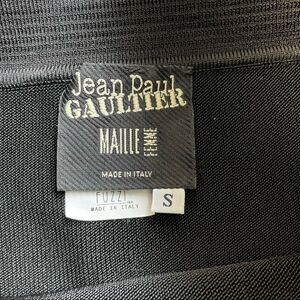 Jean Paul
GAULTIER
MAILLE FEMME
MADE IN ITALY
FUZZI
MADE IN ITALY
S